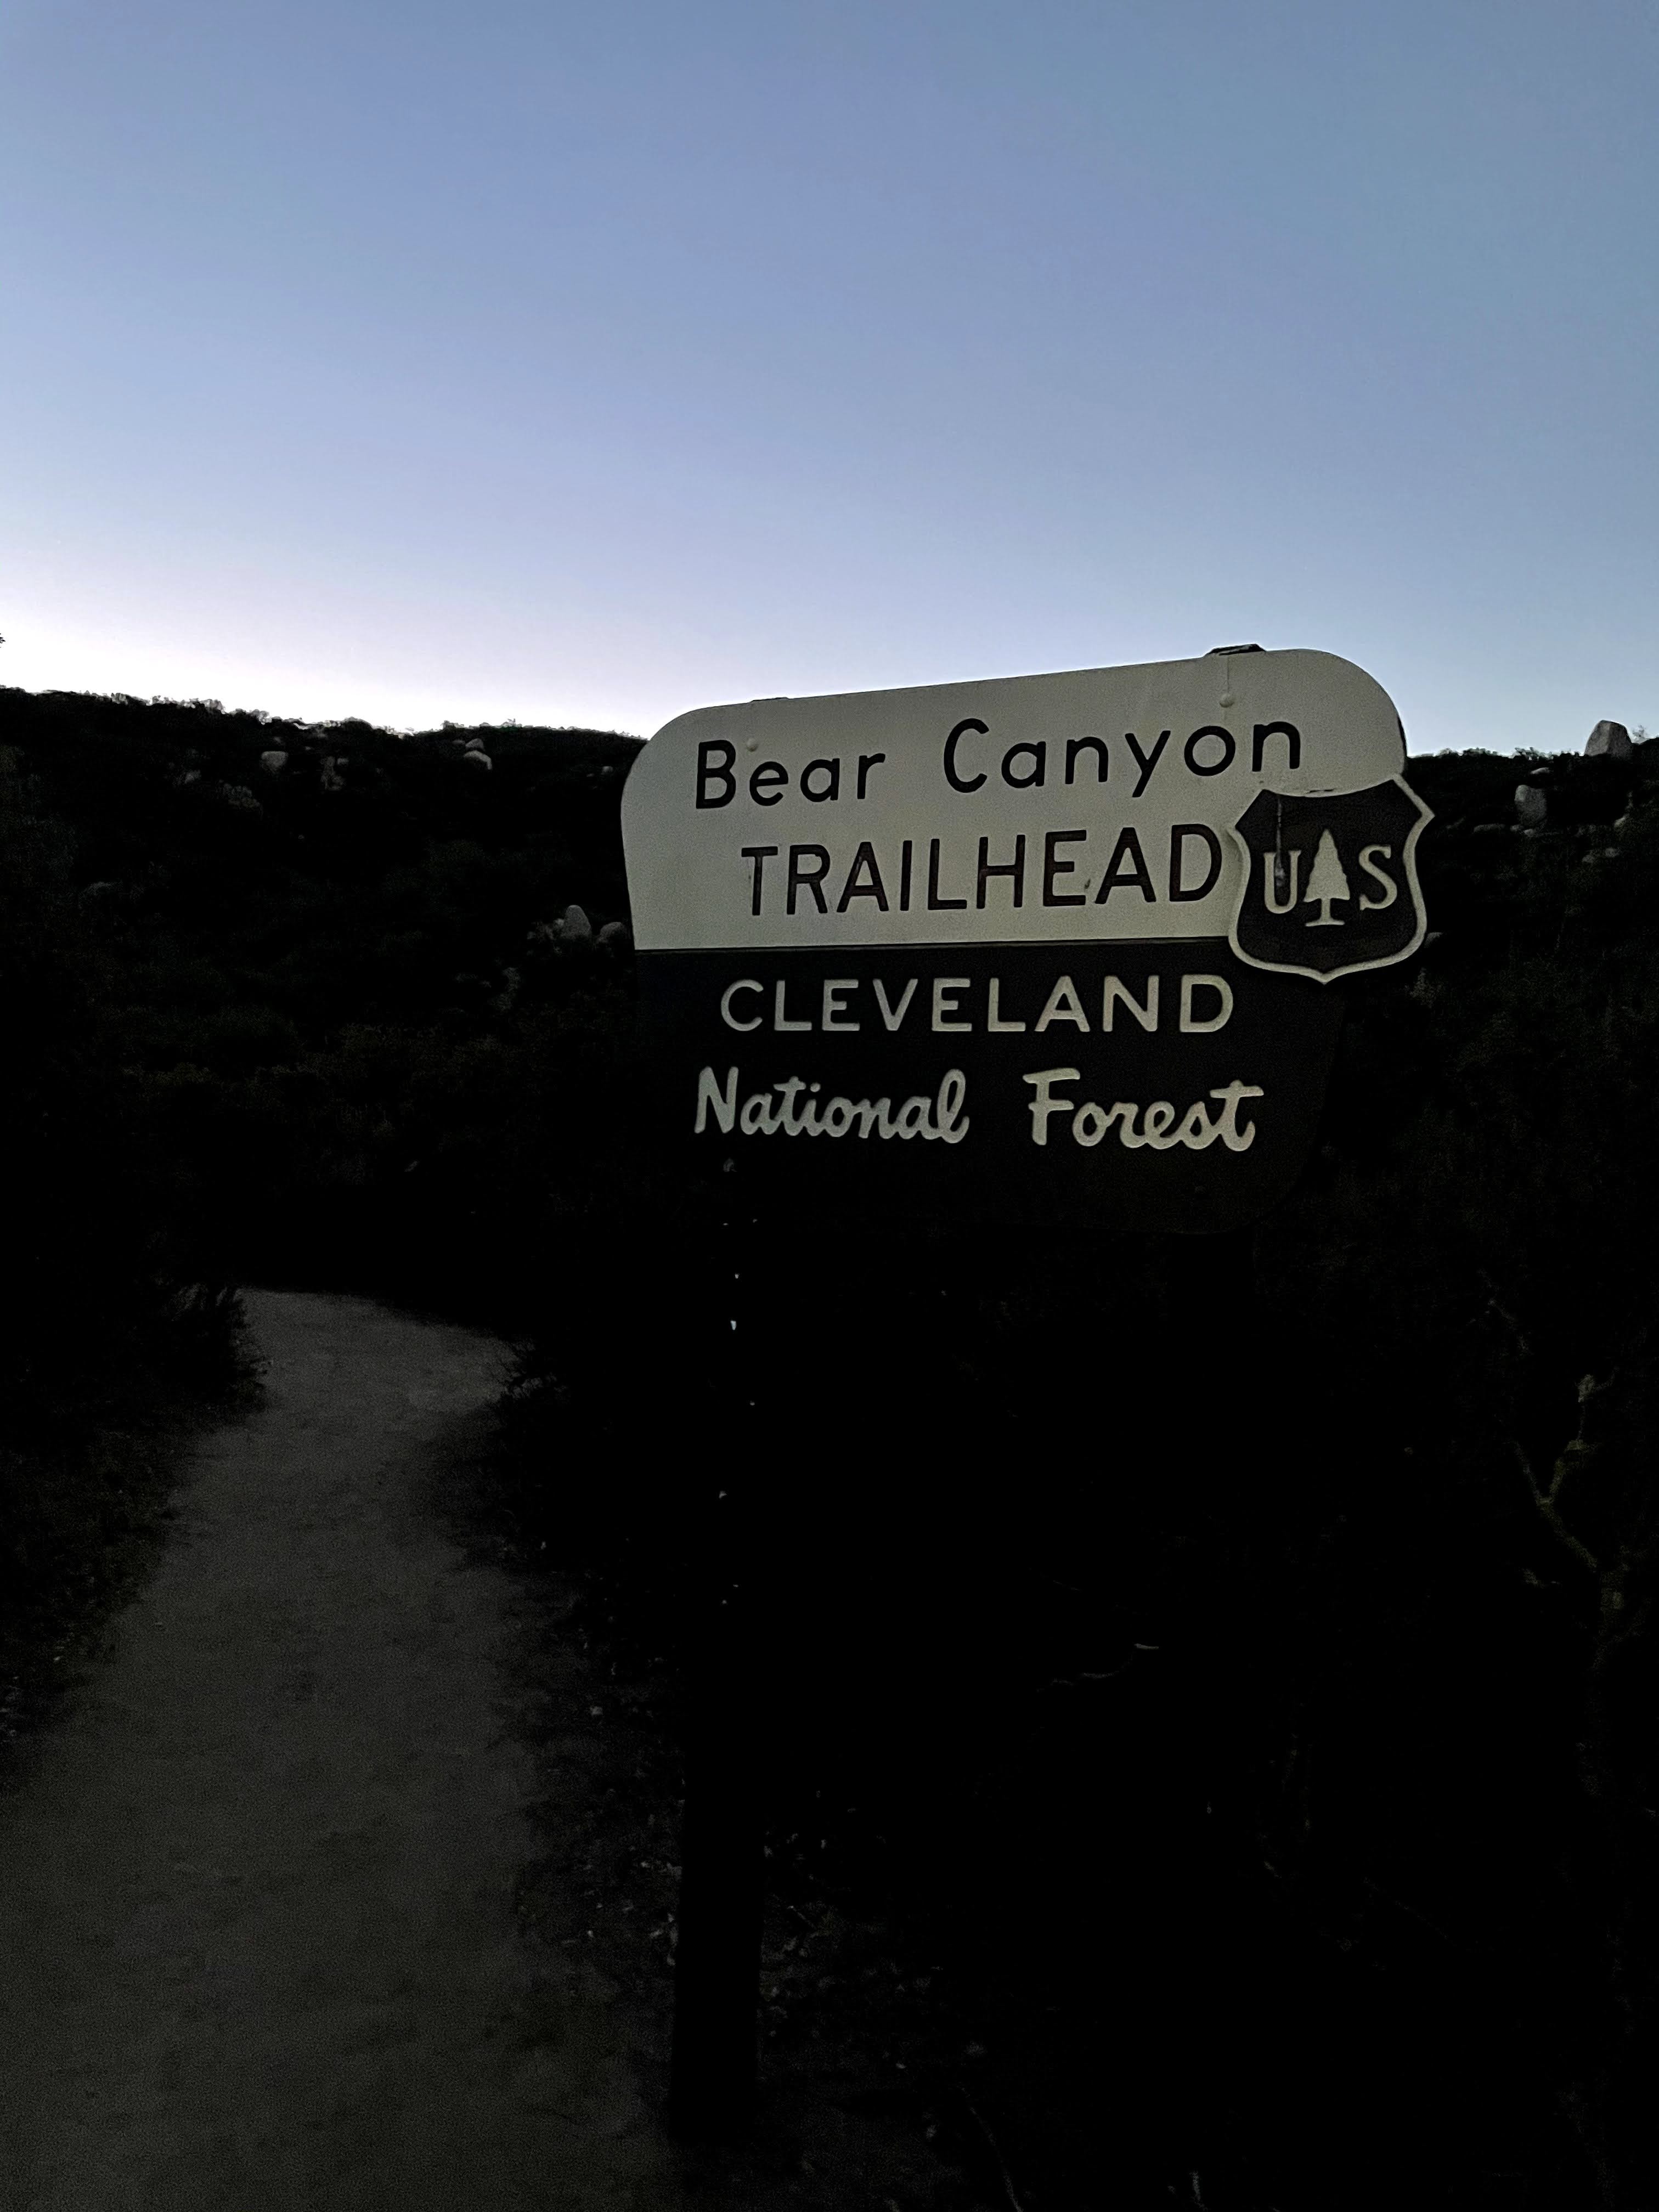 Bear Canyon
TRAILHEAD
US
CLEVELAND
National Forest